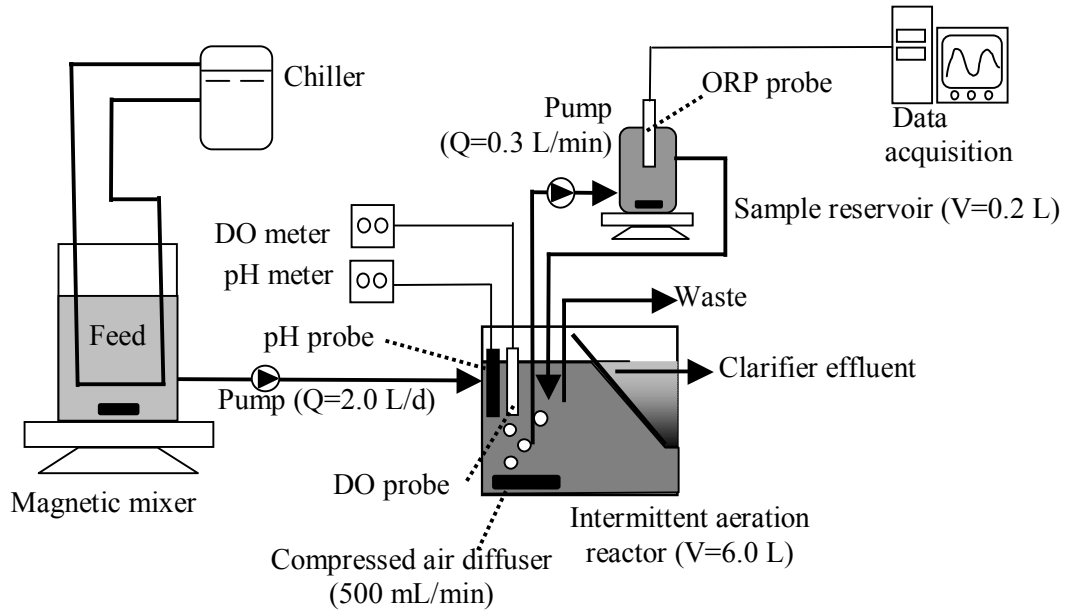 Chiller
Pump
(Q=0.3 L/min)
ORP probe
Data
acquisition
DO meter
Sample reservoir (V=0.2 L)
pH meter
Waste
Feed
pH probe
Clarifier effluent
Pump (Q=2.0 L/d)
DO probe
Magnetic mixer
Intermittent aeration
reactor (V=6.0 L)
Compressed air diffuser
(500 mL/min)